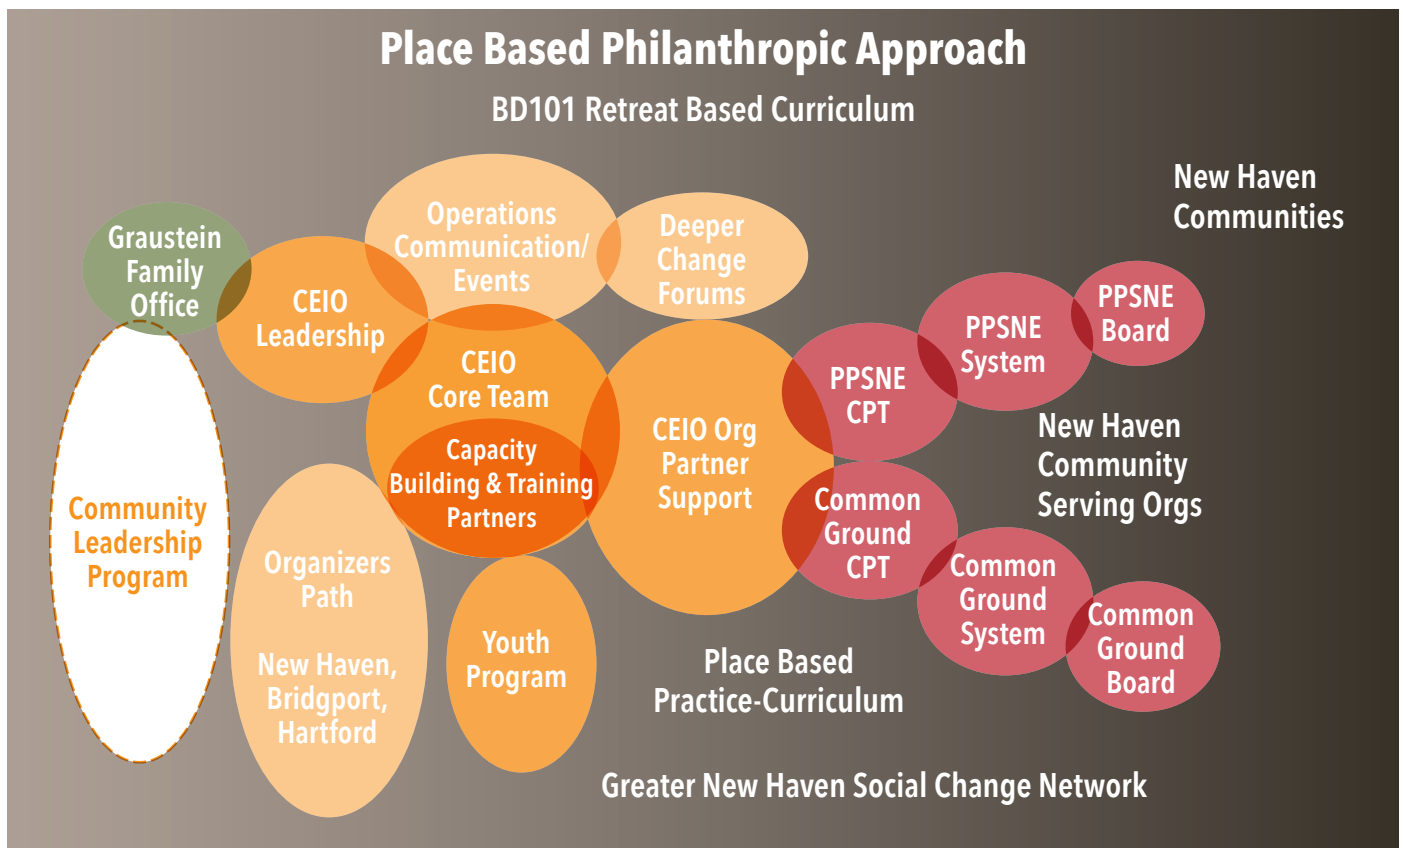 Place Based Philanthropic Approach
BD101 Retreat Based Curriculum
New Haven
Communities
Graustein
Family
Office
CEIO
Leadership
Operations
Communication/
Events
Deeper
Change
Forums
CEIO
Core Team
Capacity
Building & Training
Partners
CEIO Org
Partner
Support
PPSNE
CPT
PPSNE
System
PPSNE
Board
New Haven
Community
Serving Orgs
Common
Ground
CPT
Common
Ground
System
Common
Ground
Board
Community
Leadership
Program
Organizers
Path
New Haven,
Bridgport,
Hartford
Youth
Program
Place Based
Practice-Curriculum
Greater New Haven Social Change Network